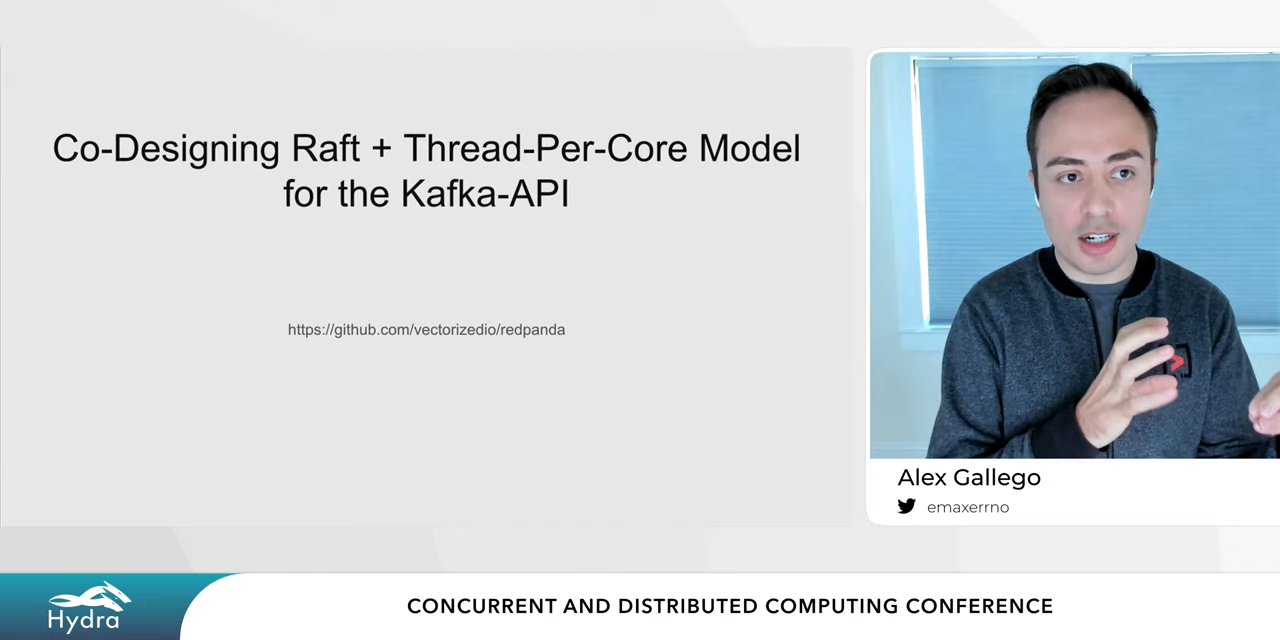 Co-Designing Raft + Thread-Per-Core Model
for the Kafka-API
https://github.com/vectorizedio/redpanda
Alex Gallego
emaxerrno
Hydra
CONCURRENT AND DISTRIBUTED COMPUTING CONFERENCE